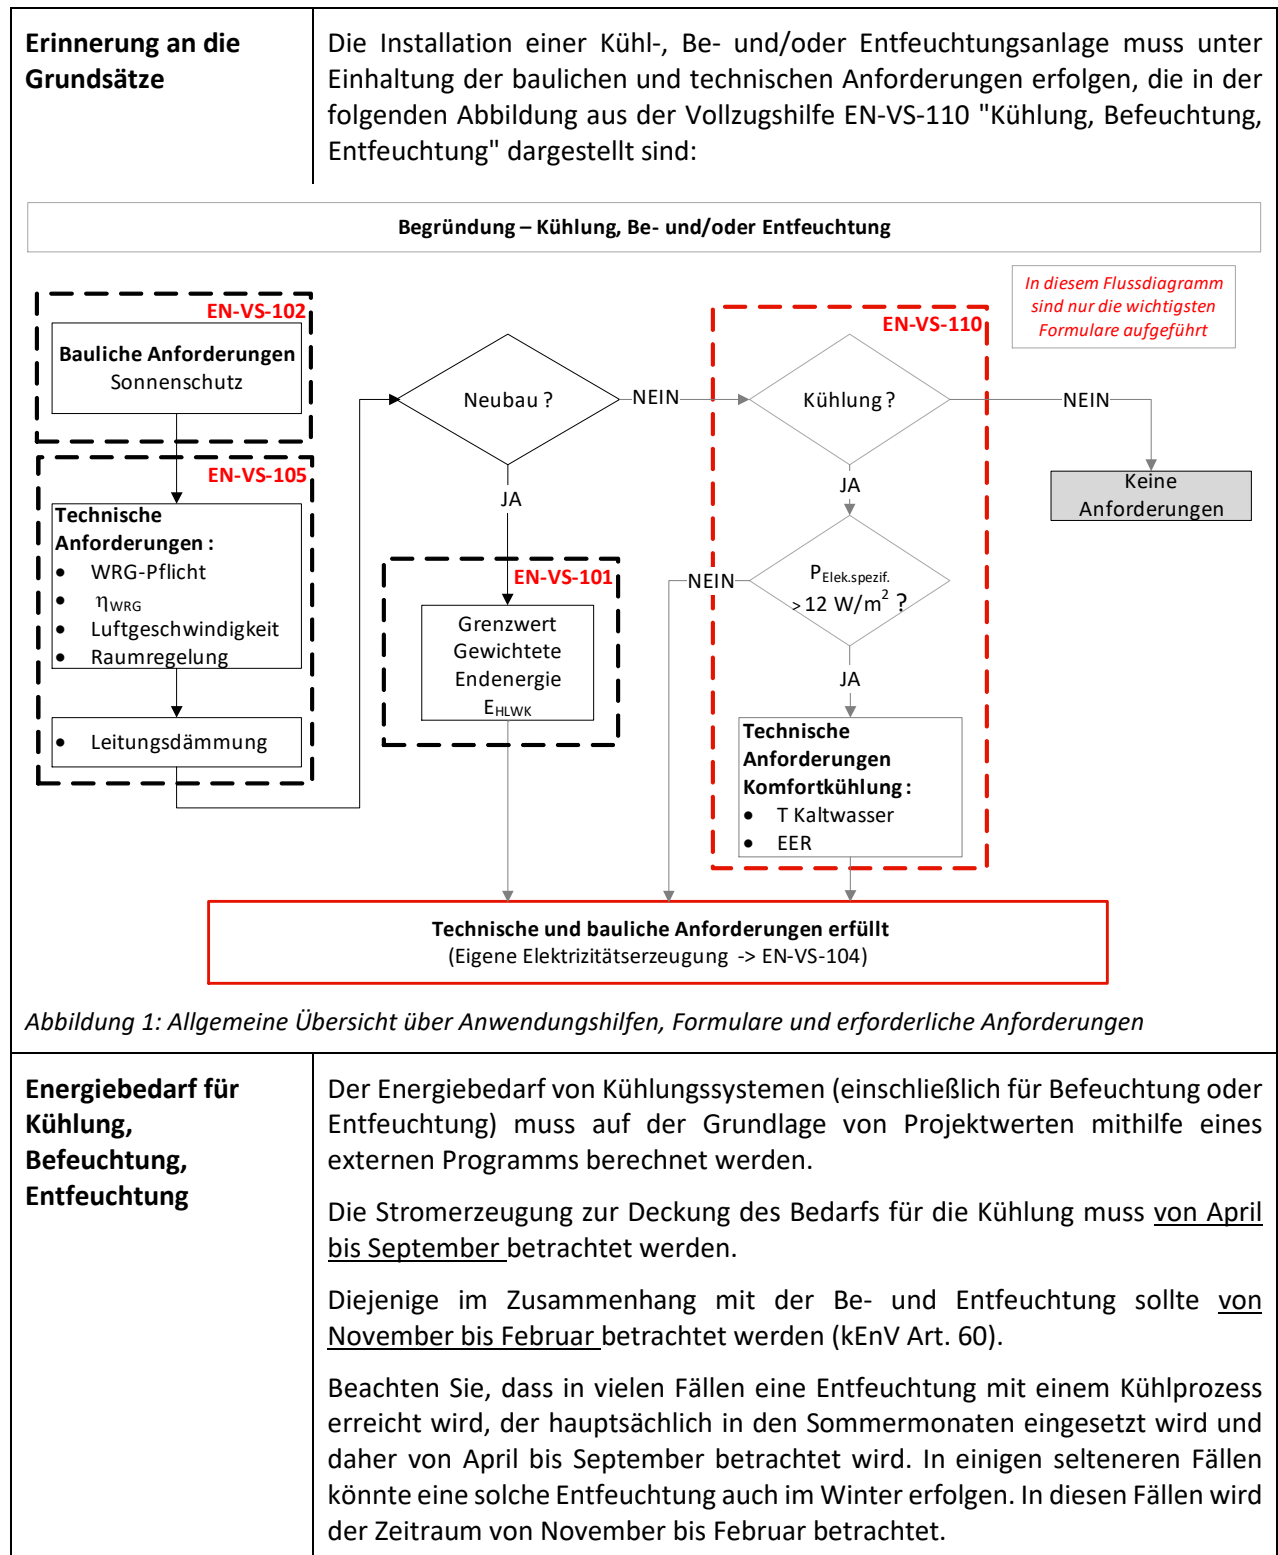 Erinnerung an die
Grundsätze
Die Installation einer Kühl-, Be- und/oder Entfeuchtungsanlage muss unter
Einhaltung der baulichen und technischen Anforderungen erfolgen, die in der
folgenden Abbildung aus der Vollzugshilfe EN-VS-110 "Kühlung, Befeuchtung,
Entfeuchtung" dargestellt sind:
Begründung – Kühlung, Be- und/oder Entfeuchtung
In diesem Flussdiagramm
sind nur die wichtigsten
Formulare aufgeführt
EN-VS-102
Bauliche Anforderungen
Sonnenschutz
EN-VS-105
Technische
Anforderungen :
• WRG-Pflicht
• ηWRG
• Luftgeschwindigkeit
• Raumregelung
• Leitungsdämmung
Neubau ?
NEIN
JA
EN-VS-101
Grenzwert
Gewichtete
Endenergie
EHLWK
EN-VS-110
Kühlung ?
NEIN
Keine
Anforderungen
JA
PElek.spezif.
> 12 W/m² ?
NEIN
JA
Technische
Anforderungen
Komfortkühlung :
• T Kaltwasser
• EER
Technische und bauliche Anforderungen erfüllt
(Eigene Elektrizitätserzeugung -> EN-VS-104)
Abbildung 1: Allgemeine Übersicht über Anwendungshilfen, Formulare und erforderliche Anforderungen
Energiebedarf für
Kühlung,
Befeuchtung,
Entfeuchtung
Der Energiebedarf von Kühlungssystemen (einschließlich für Befeuchtung oder
Entfeuchtung) muss auf der Grundlage von Projektwerten mithilfe eines
externen Programms berechnet werden.
Die Stromerzeugung zur Deckung des Bedarfs für die Kühlung muss von April
bis September betrachtet werden.
Diejenige im Zusammenhang mit der Be- und Entfeuchtung sollte von
November bis Februar betrachtet werden (kEnV Art. 60).
Beachten Sie, dass in vielen Fällen eine Entfeuchtung mit einem Kühlprozess
erreicht wird, der hauptsächlich in den Sommermonaten eingesetzt wird und
daher von April bis September betrachtet wird. In einigen selteneren Fällen
könnte eine solche Entfeuchtung auch im Winter erfolgen. In diesen Fällen wird
der Zeitraum von November bis Februar betrachtet.